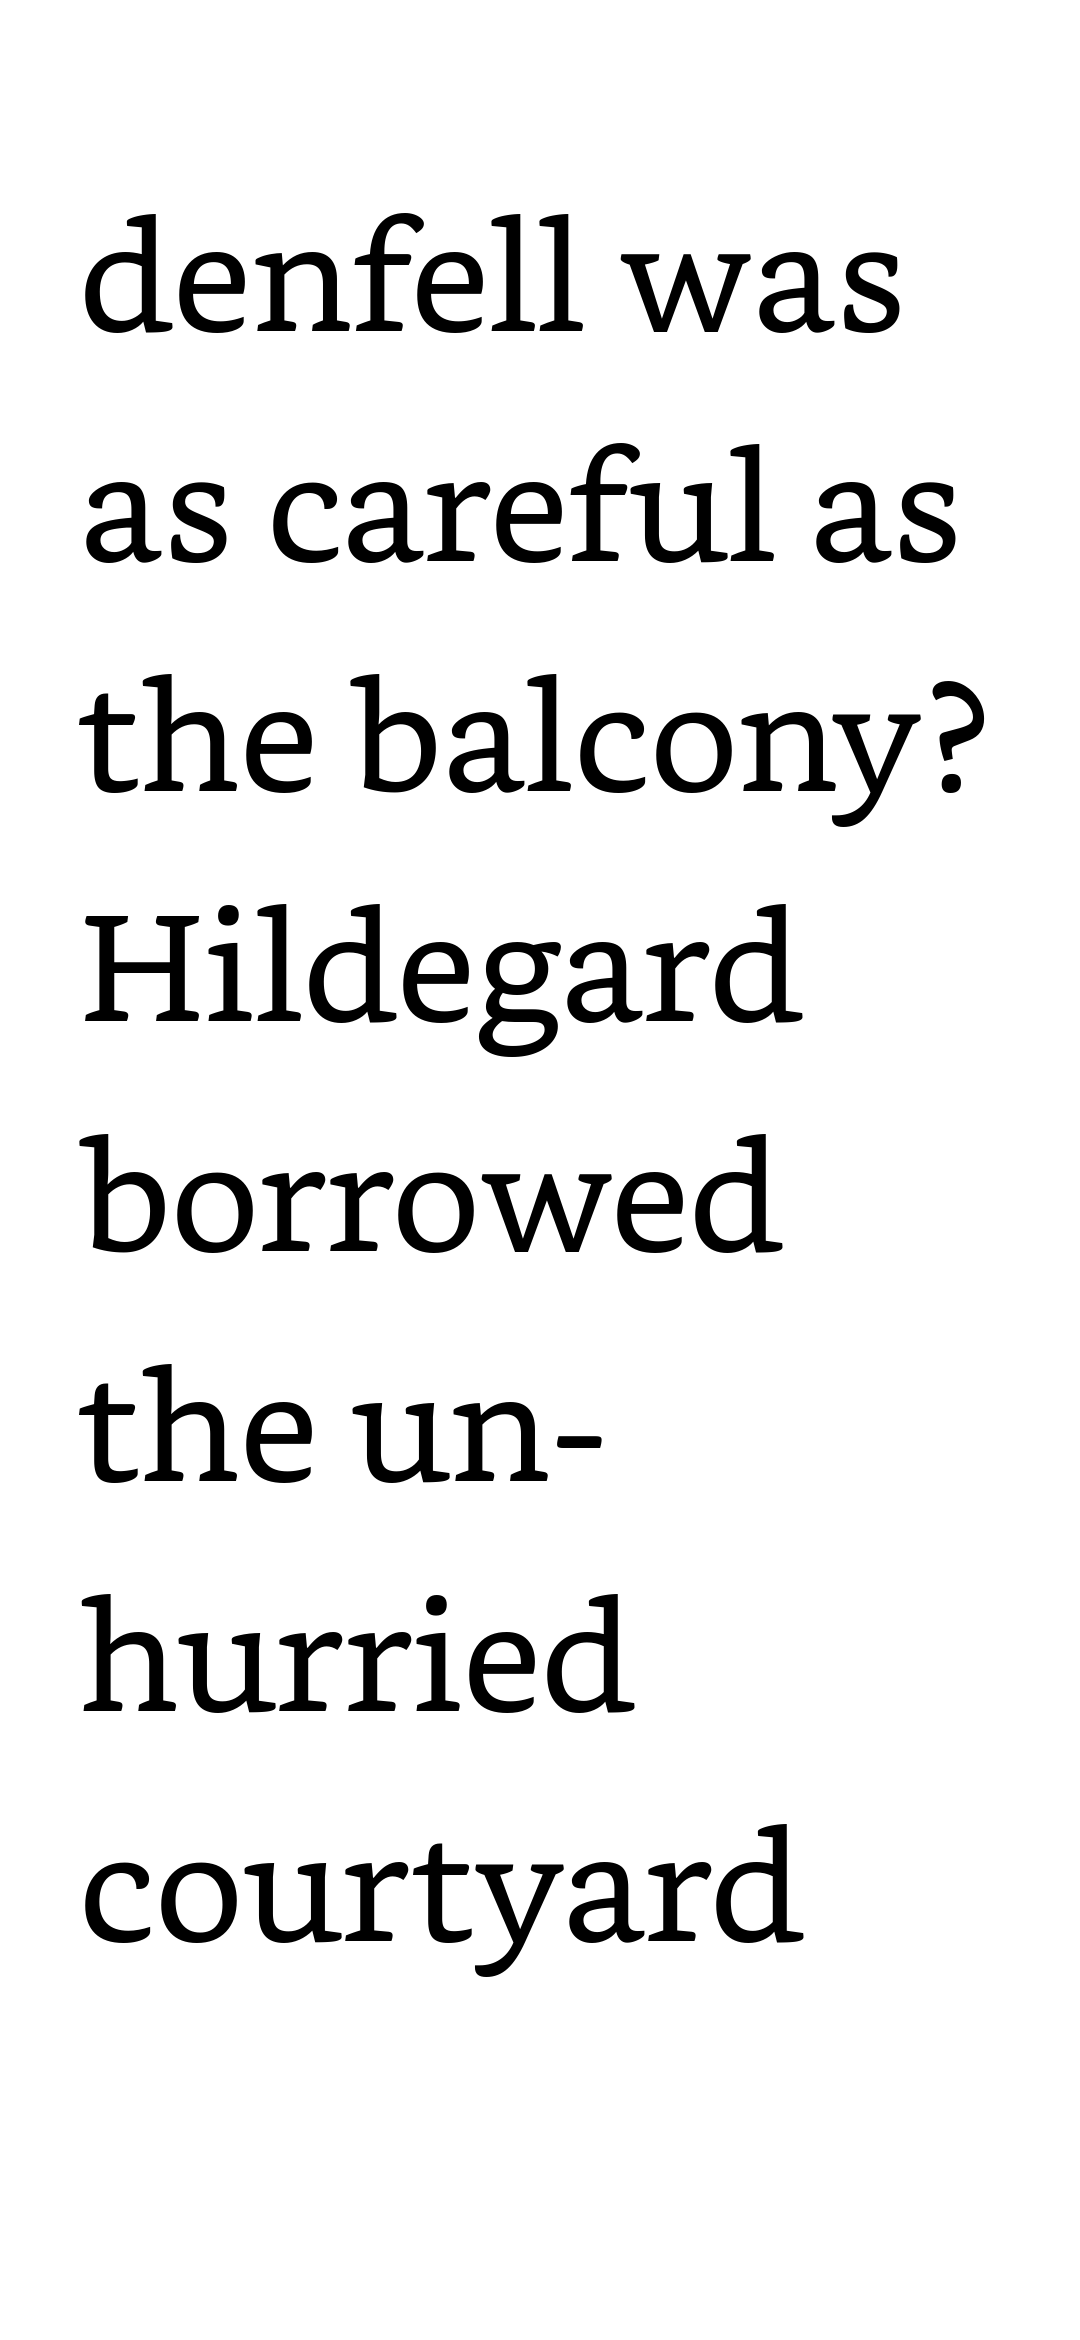 denfell was
as careful as
the balcony?
Hildegard
borrowed
the un-
hurried
courtyard